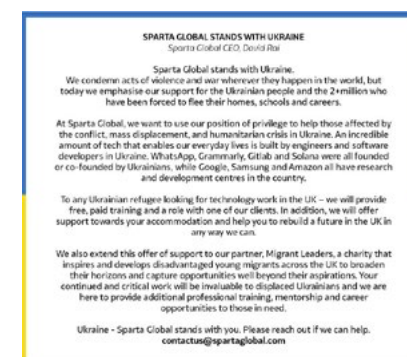 SPARTA GLOBAL STANDS WITH UKRAINE
Sparta Global CEO, David Rai
Sparta Global stands with Ukraine.
We condemn acts of violence and war wherever they happen in the world, but
today we emphasise our support for the Ukrainian people and the 2+million who
have been forced to flee their homes, schools and careers.
At Sparta Global, we want to use our position of privilege to help those affected by
the conflict, mass displacement, and humanitarian crisis in Ukraine. An incredible
amount of tech that enables our everyday lives is built by engineers and software
developers in Ukraine. WhatsApp, Grammarly, Gitlab and Solana were all founded
or co-founded by Ukrainians, while Google, Samsung and Amazon all have research
and development centres in the country.
To any Ukrainian refugee looking for technology work in the UK – we will provide
free, paid training and a role with one of our clients. In addition, we will offer
support towards your accommodation and help you to rebuild a future in the UK in
any way we can.
We also extend this offer of support to our partner, Migrant Leaders, a charity that
inspires and develops disadvantaged young migrants across the UK to broaden
their horizons and capture opportunities well beyond their aspirations. Your
continued and critical work will be invaluable to displaced Ukrainians and we are
here to provide additional professional training, mentorship and career
opportunities to those in need.
Ukraine – Sparta Global stands with you. Please reach out if we can help.
contactus@spartaglobal.com